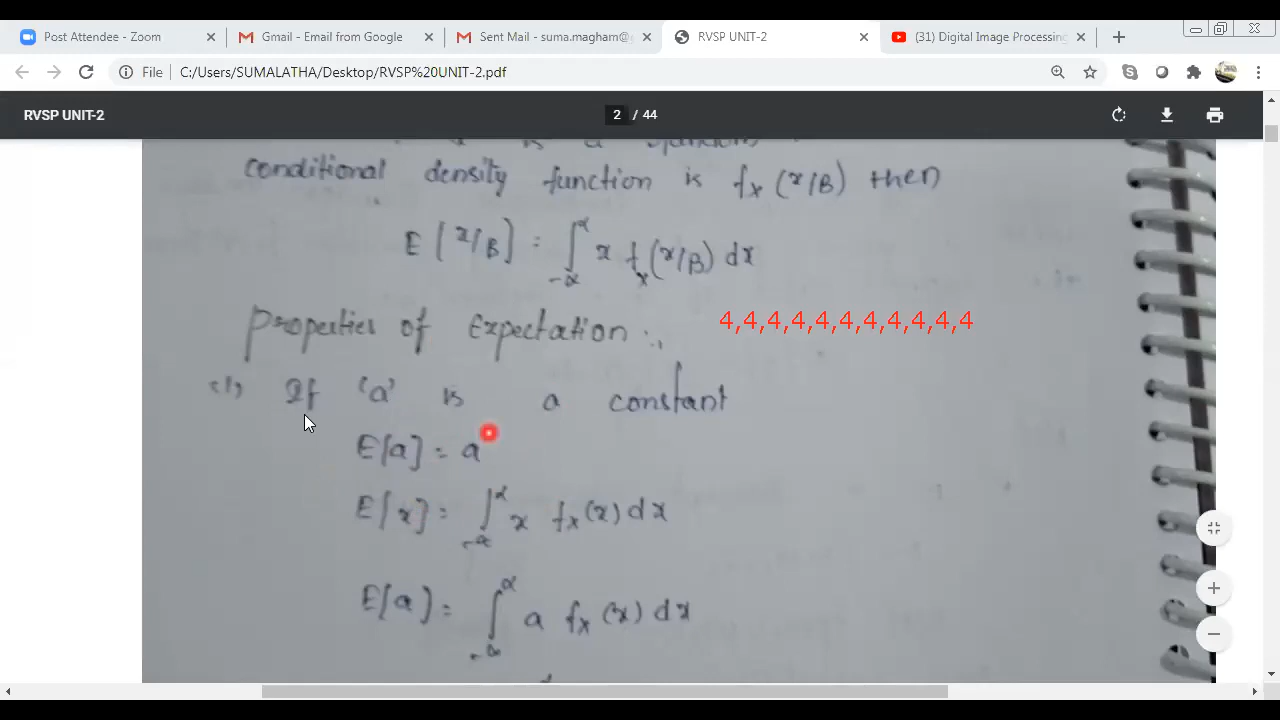 Post Attendee - Zoom
Gmail - Email from Google
Sent Mail - suma.magham@g
RVSP UNIT-2
(31) Digital Image Processing
File
C:/Users/SUMALATHA/Desktop/RVSP%20UNIT-2.pdf
RVSP UNIT-2
2 / 44
is a
conditional density function is fx (x/B) then
E [x/B] = ∫-α^α x fx(x/B) dx
Properties of Expectation :.
4,4,4,4,4,4,4,4,4,4,4
(1) If 'a' is a constant
E[a] = a
E[x] = ∫-α^α x fx(x) dx
E[a] = ∫-α^α a fx (x) dx